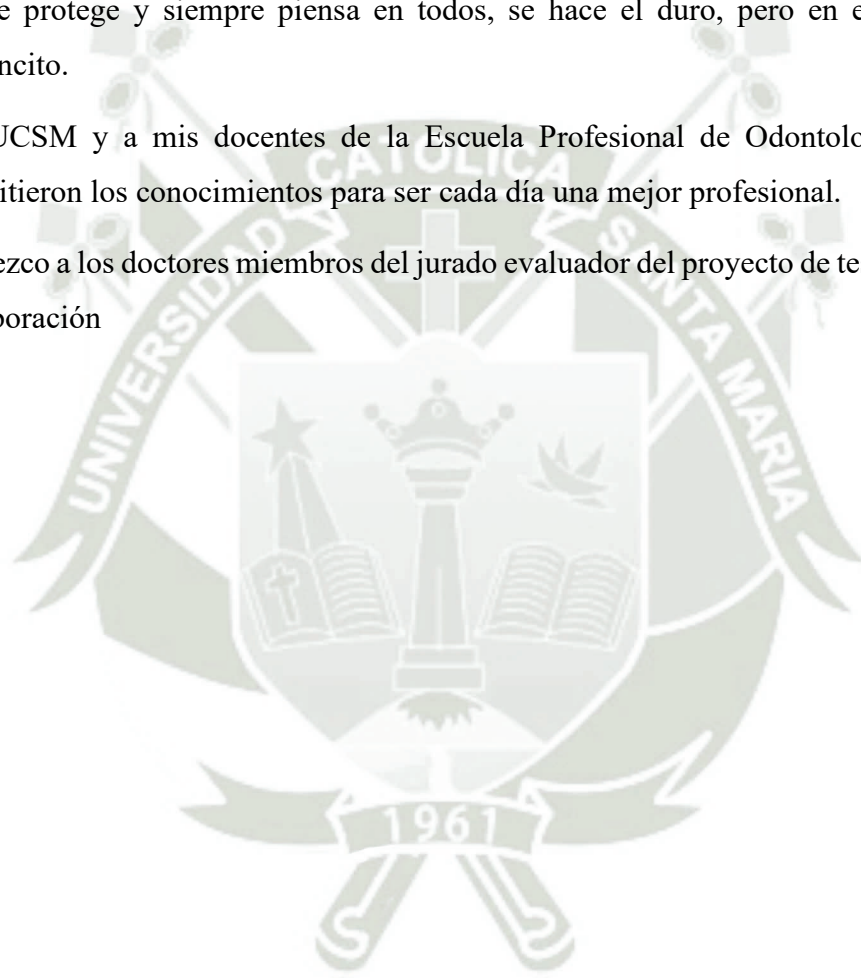 e protege y siempre piensa en todos, se hace el duro, pero en e
ncito.
UCSM y a mis docentes de la Escuela Profesional de Odontolo
itieron los conocimientos para ser cada día una mejor profesional.
ezco a los doctores miembros del jurado evaluador del proyecto de te
boración
UNIVERSIDAD
CATOLICA
SANTA MARIA
1961